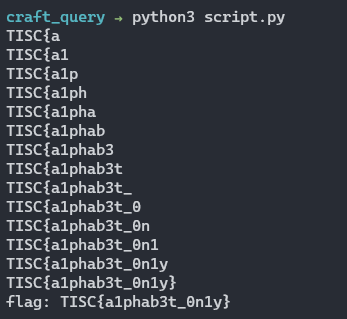 craft_query → python3 script.py
TISC{a
TISC{a1
TISC{a1p
TISC{a1ph
TISC{a1pha
TISC{a1phab
TISC{a1phab3
TISC{a1phab3t
TISC{a1phab3t_
TISC{a1phab3t_0
TISC{a1phab3t_0n
TISC{a1phab3t_0n1
TISC{a1phab3t_0n1y
TISC{a1phab3t_0n1y}
flag: TISC{a1phab3t_0n1y}